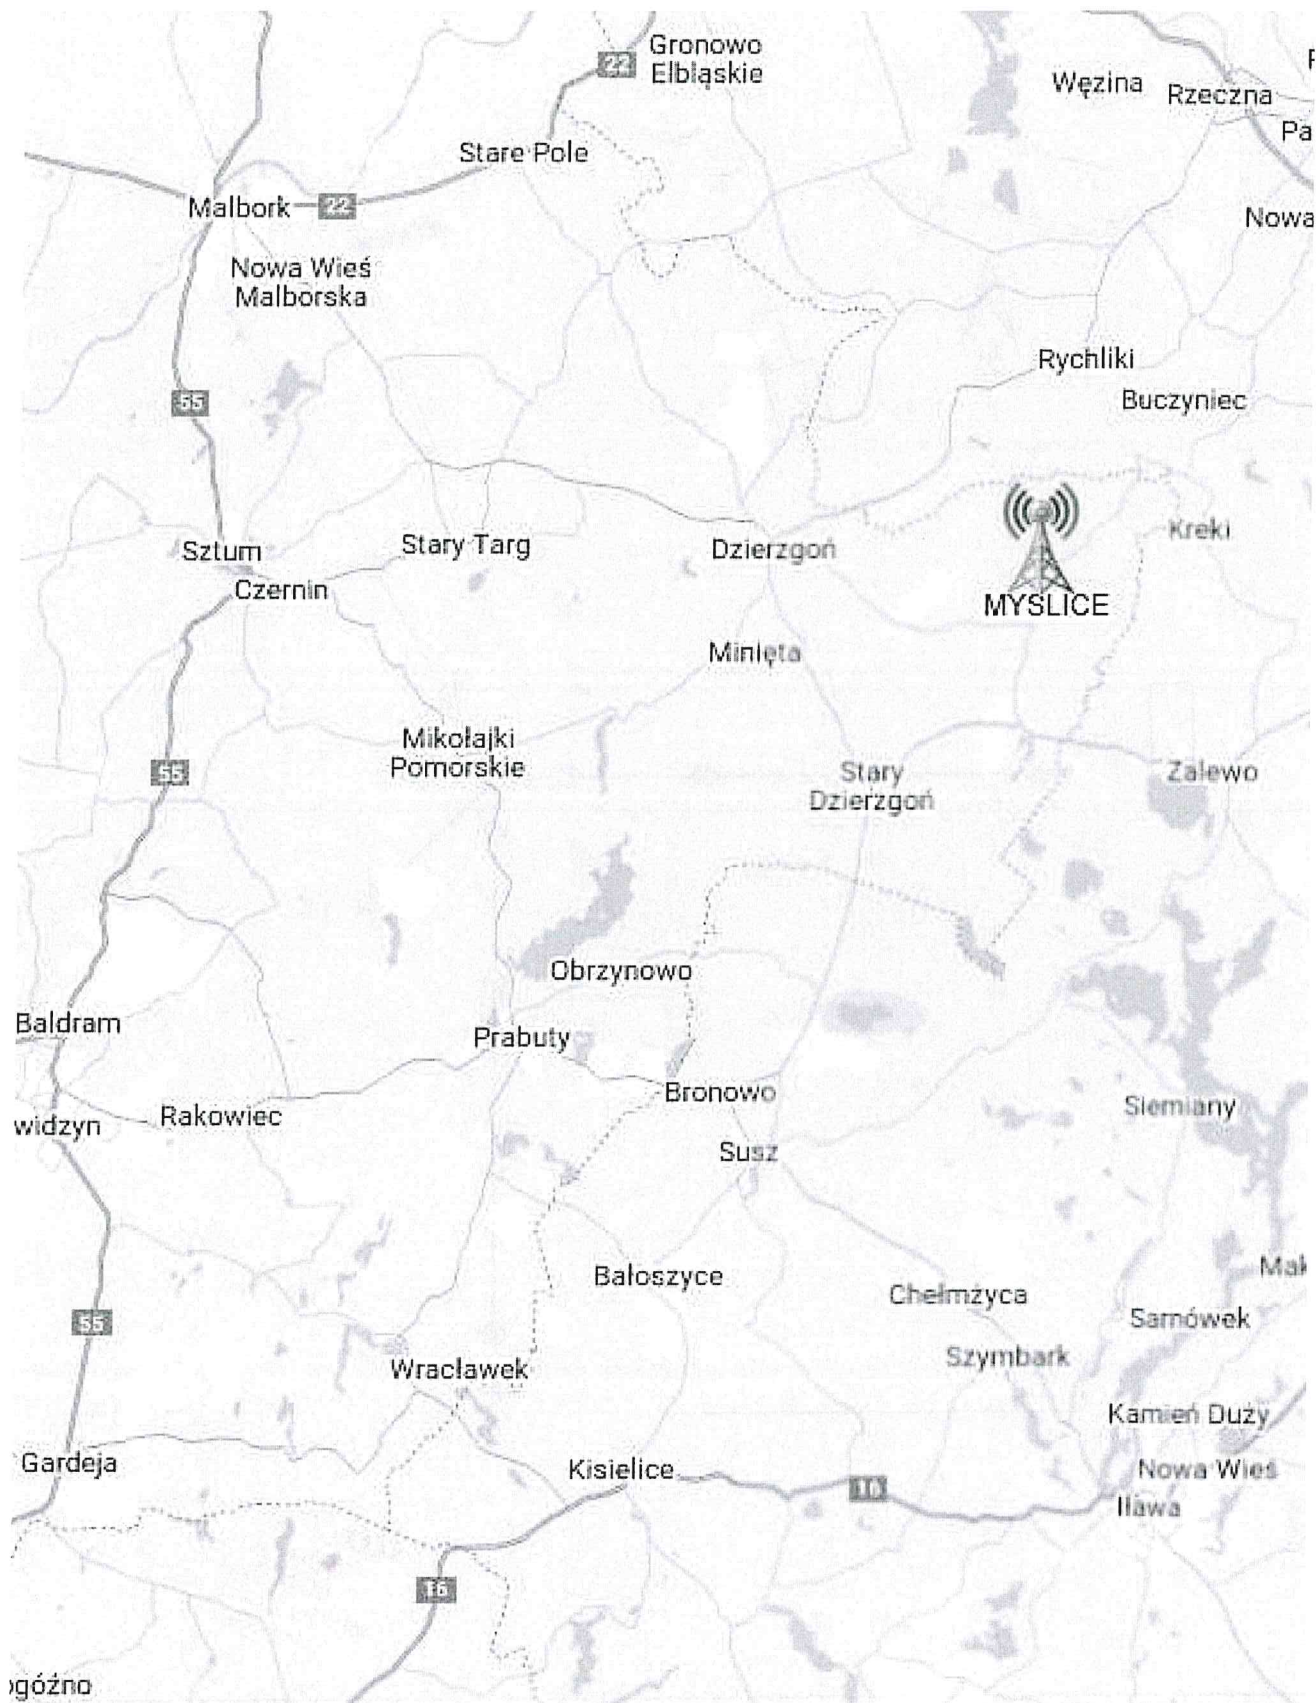 Gronowo
Elbląskie
22
Węzina
Rzeczna
Pa
Stare Pole
Malbork
22
Nowa
Nowa Wieś
Malborska
Rychliki
55
Buczyniec
Kreki
Sztum
Stary Targ
Dzierzgoń
Czernin
MYŚLICE
Minięta
Mikołajki
Pomorskie
55
Stary
Dzierzgoń
Zalewo
Obrzynowo
Baldram
Prabuty
Bronowo
Siemiany
Rakowiec
widzyn
Susz
Mak
Bałoszyce
Chełmżyca
55
Sarnówek
Szymbark
Wracławek
Kamień Duży
Gardeja
Kisielice
Nowa Wieś
16
Iława
16
ogóźno